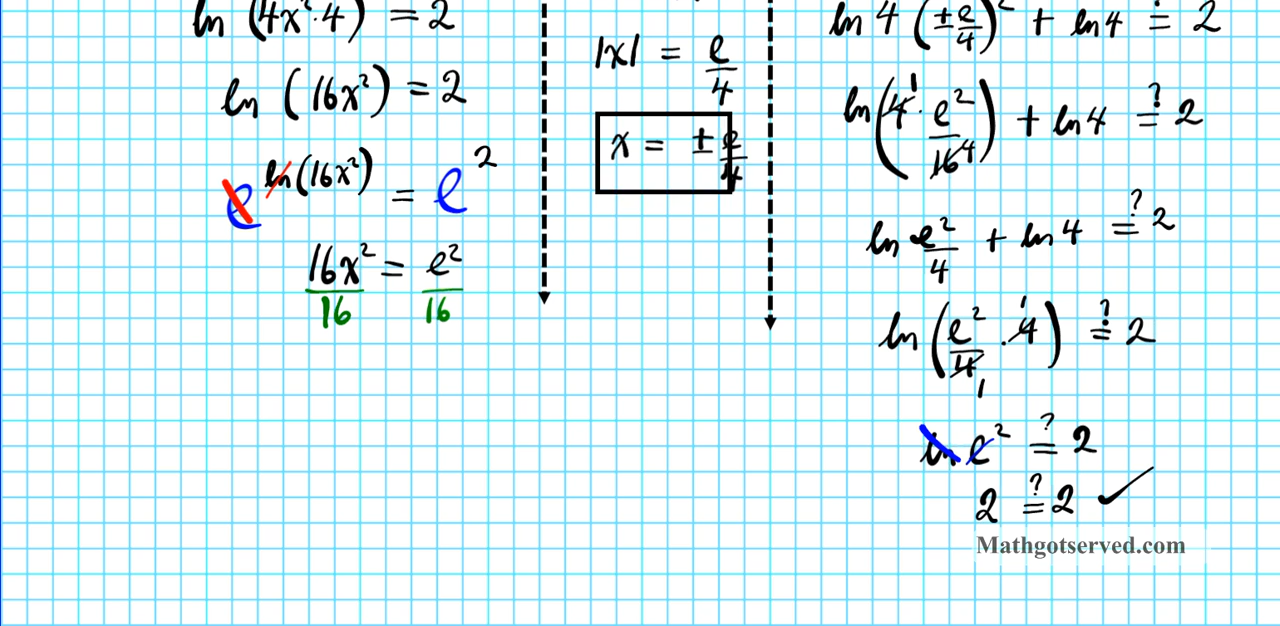 ln (4x²·4) = 2
ln (16x²) = 2
e^ln(16x²) = e²
16x²/16 = e²/16
|x| = e/4
x = ± e/4
ln 4 (±e/4)² + ln 4 ≟ 2
ln (4¹ · e²/16⁴) + ln 4 ≟ 2
ln e²/4 + ln 4 ≟ 2
ln (e²/4 · 4) ≟ 2
ln e² ≟ 2
2 ≟ 2 ✓
Mathgotserved.com